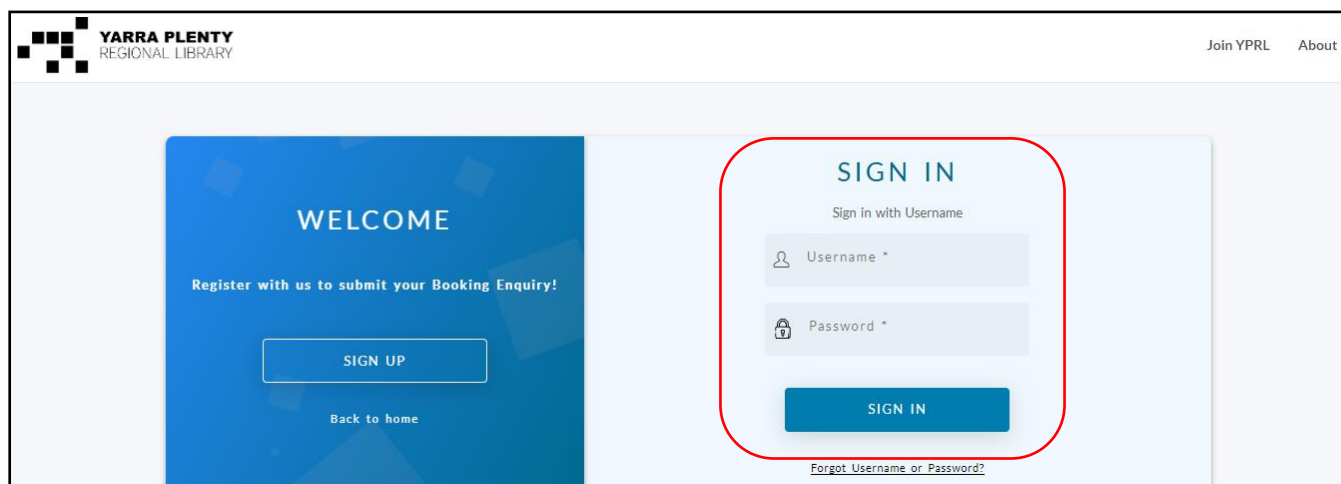 YARRA PLENTY
REGIONAL LIBRARY
Join YPRL About
WELCOME
Register with us to submit your Booking Enquiry!
SIGN UP
Back to home
SIGN IN
Sign in with Username
Username *
Password *
SIGN IN
Forgot Username or Password?